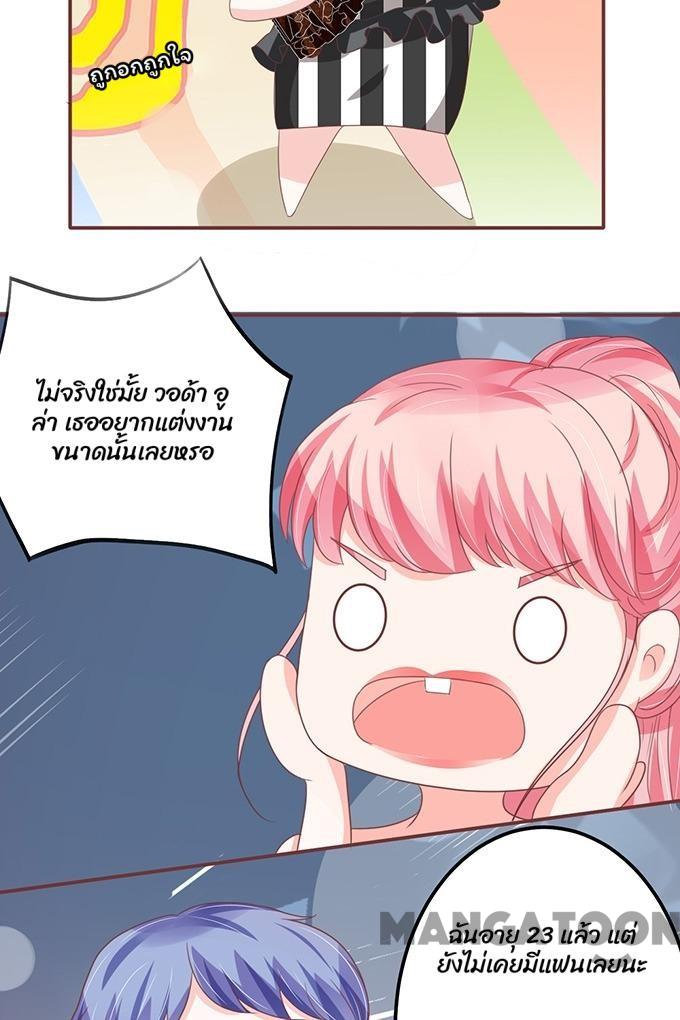 ถูกอกถูกใจ
ไม่จริงใช่มั้ย วอด้า อู
ล่า เธออยากแต่งงาน
ขนาดนั้นเลยหรอ
MANGATOON
ฉันอายุ 23 แล้ว แต่
ยังไม่เคยมีแฟนเลยนะ